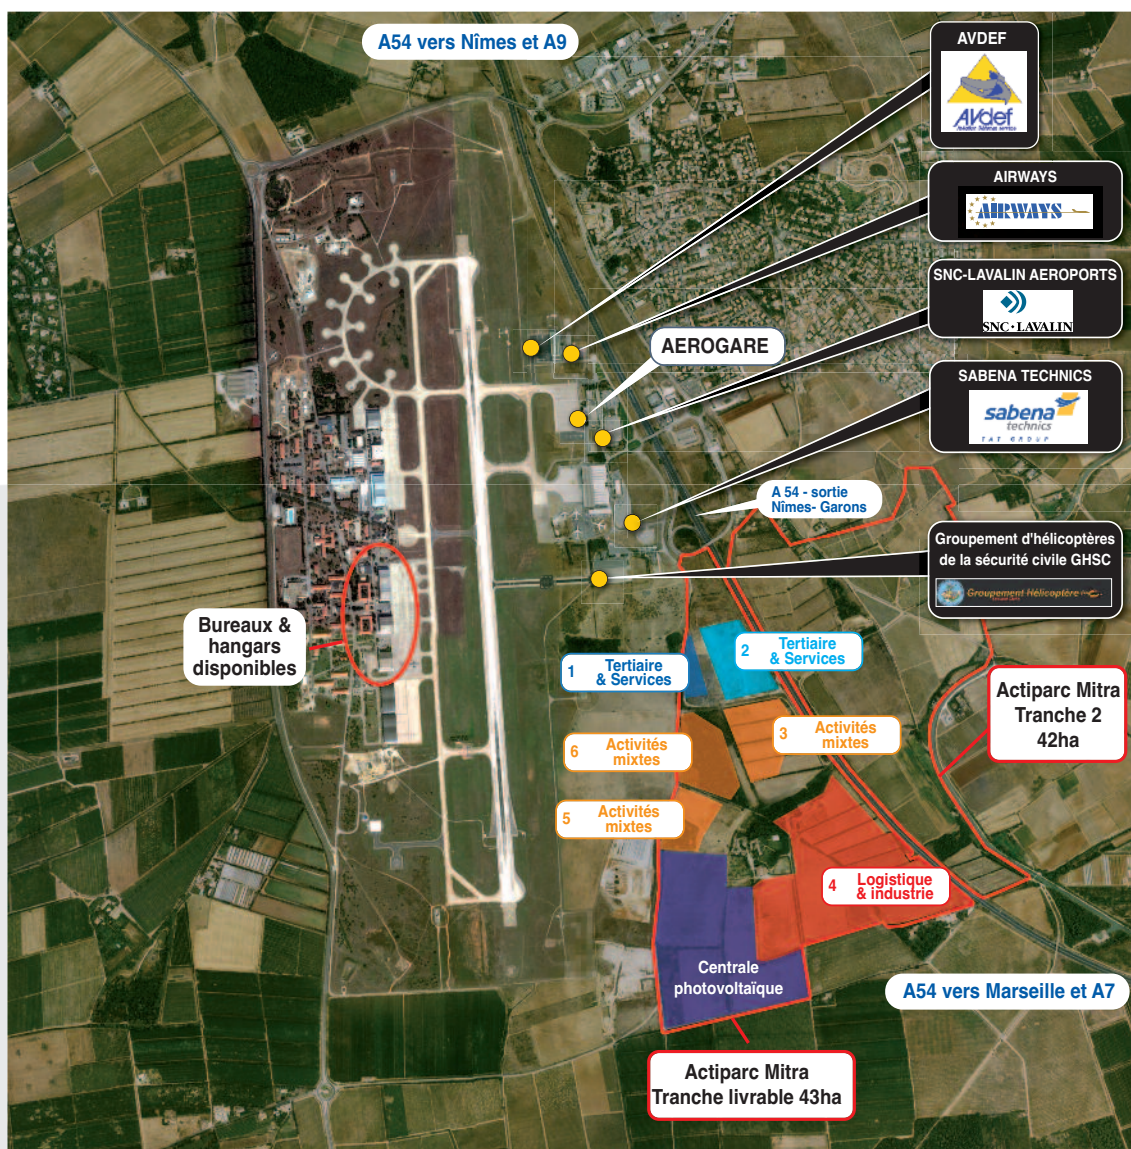 A54 vers Nîmes et A9
AVDEF
AVdef
AIRWAYS
AIRWAYS
SNC-LAVALIN AEROPORTS
SNC•LAVALIN
AEROGARE
SABENA TECHNICS
sabena
technics
TAT GROUP
A 54 - sortie
Nîmes- Garons
Groupement d'hélicoptères
de la sécurité civile GHSC
Groupement Hélicoptère
Bureaux &
hangars
disponibles
1 Tertiaire
& Services
2 Tertiaire
& Services
Actiparc Mitra
Tranche 2
42ha
3 Activités
mixtes
6 Activités
mixtes
5 Activités
mixtes
4 Logistique
& industrie
Centrale
photovoltaïque
A54 vers Marseille et A7
Actiparc Mitra
Tranche livrable 43ha